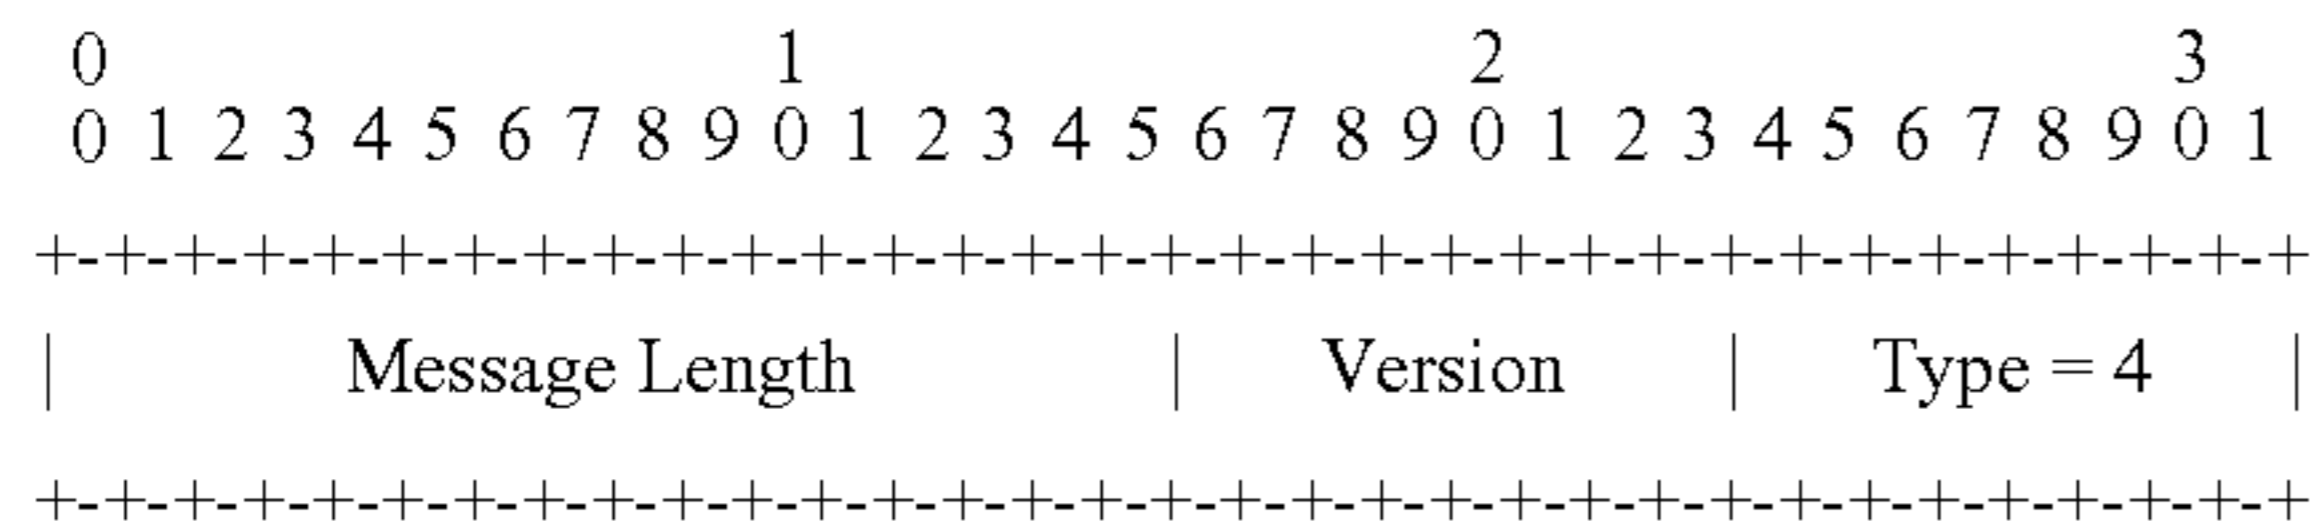 0 1 2 3
0 1 2 3 4 5 6 7 8 9 0 1 2 3 4 5 6 7 8 9 0 1 2 3 4 5 6 7 8 9 0 1
+-+-+-+-+-+-+-+-+-+-+-+-+-+-+-+-+-+-+-+-+-+-+-+-+-+-+-+-+-+-+-+-+
| Message Length | Version | Type = 4 |
+-+-+-+-+-+-+-+-+-+-+-+-+-+-+-+-+-+-+-+-+-+-+-+-+-+-+-+-+-+-+-+-+